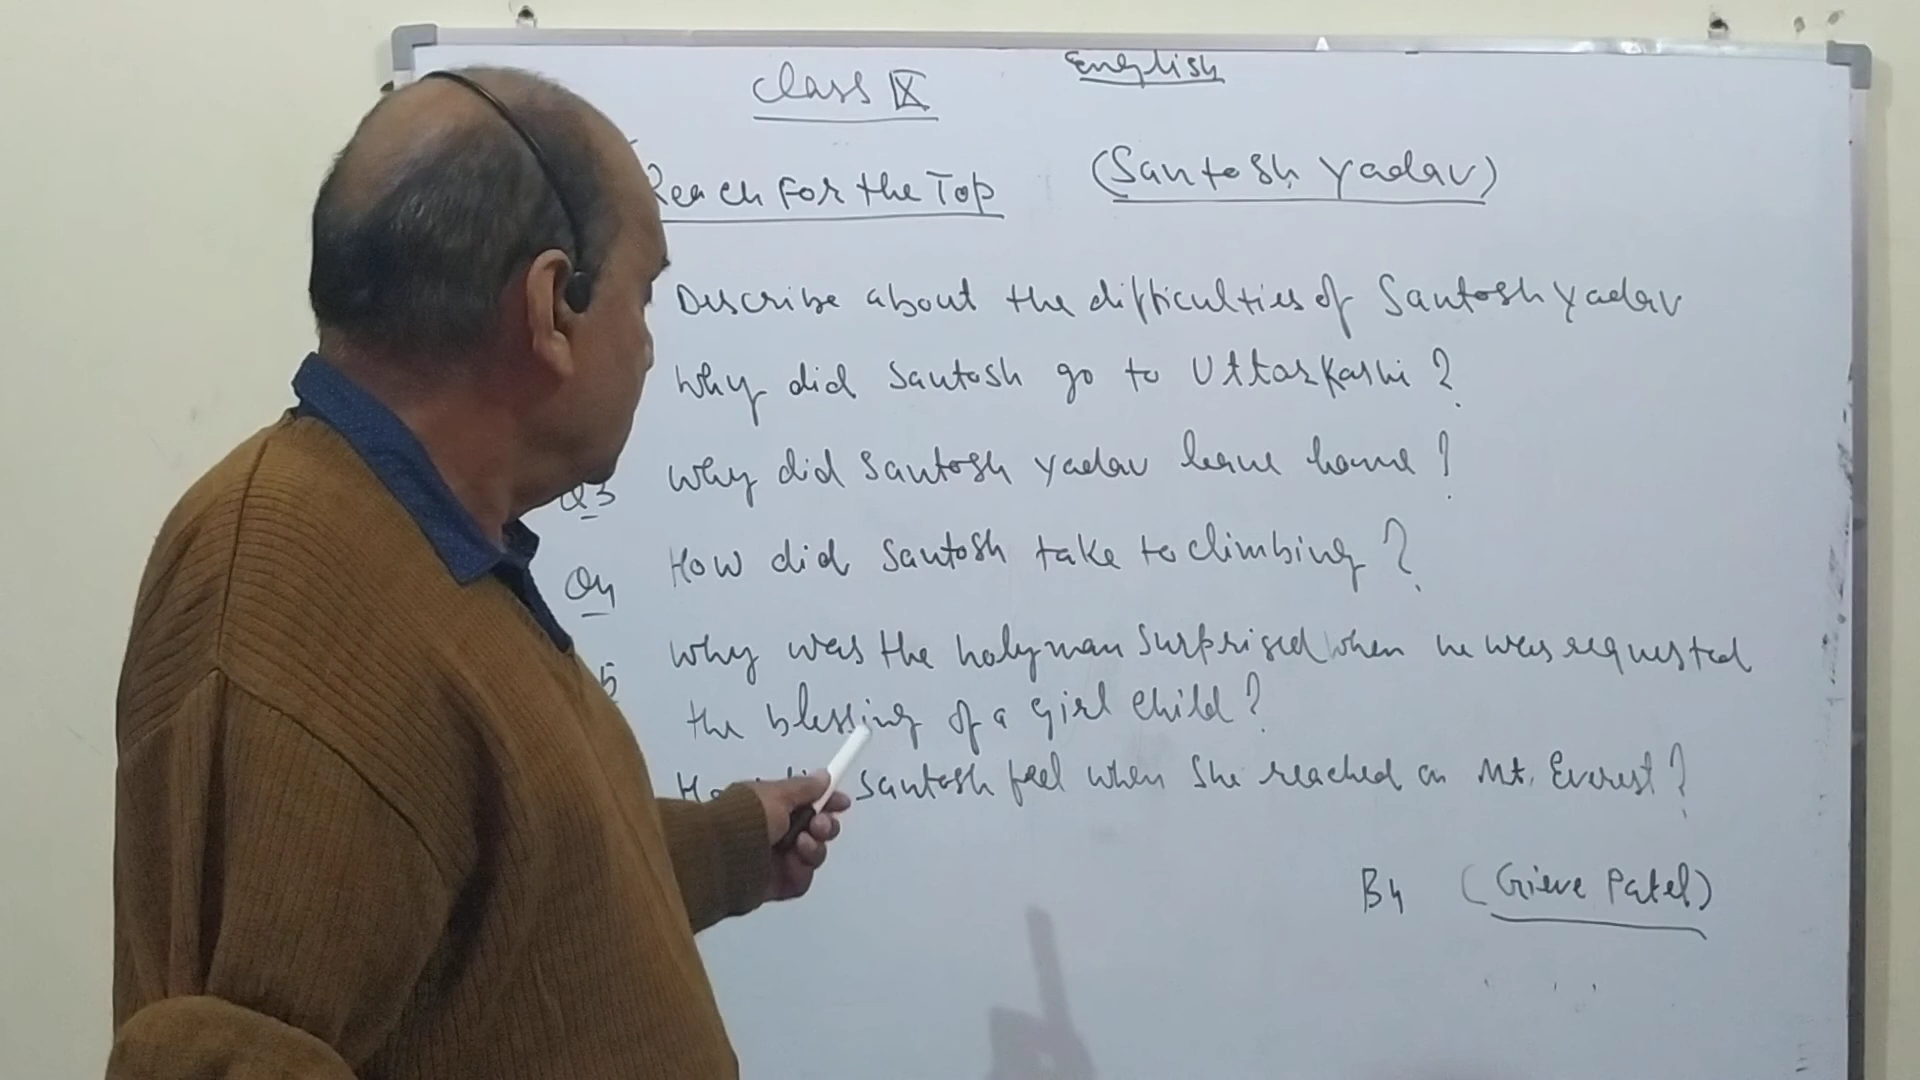 English
Class IX
Reach For the Top (Santosh Yadav)
Describe about the difficulties of Santosh Yadav
Why did Santosh go to Uttarkashi ?
Q3 Why did Santosh Yadav leave home ?
Q4 How did Santosh take to climbing ?
5 Why was the holyman surprised when he was requested
the blessing of a girl child ?
Santosh feel when she reached on Mt. Everest ?
By (Gieve Patel)